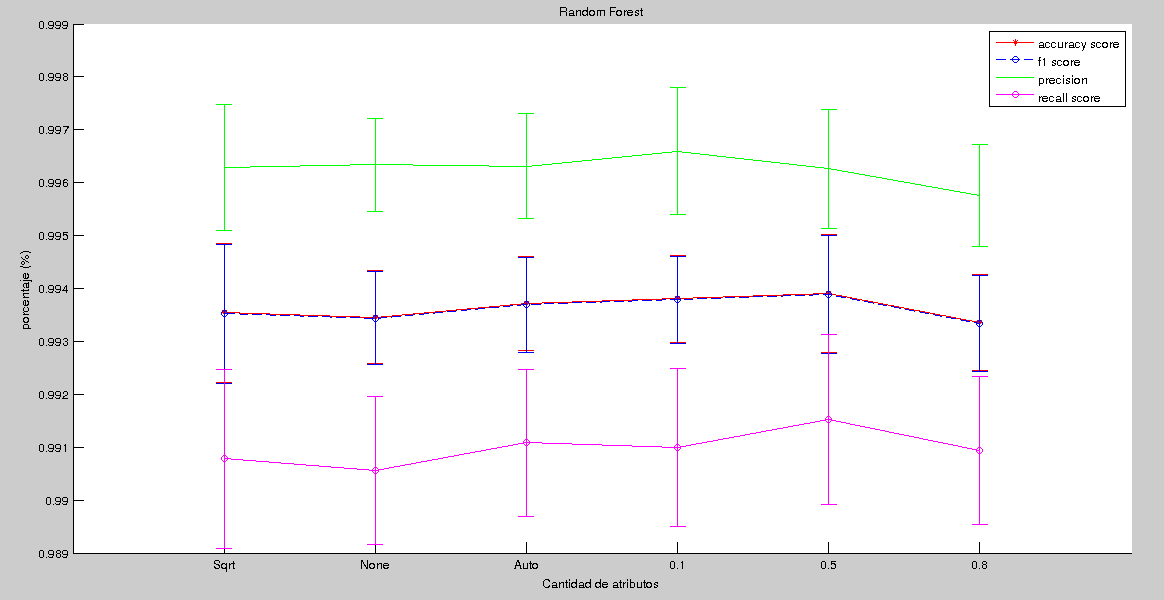 Random Forest
0.999
0.998
0.997
0.996
0.995
0.994
0.993
0.992
0.991
0.99
0.989
porcentaje (%)
accuracy score
f1 score
precision
recall score
Sqrt None Auto 0.1 0.5 0.8
Cantidad de atributos